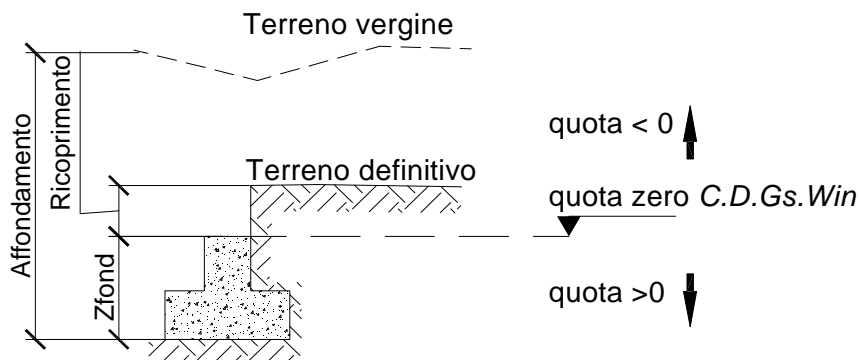 Terreno vergine
Affondamento
Ricoprimento
quota < 0
Terreno definitivo
quota zero C.D.Gs.Win
Zfond
quota >0